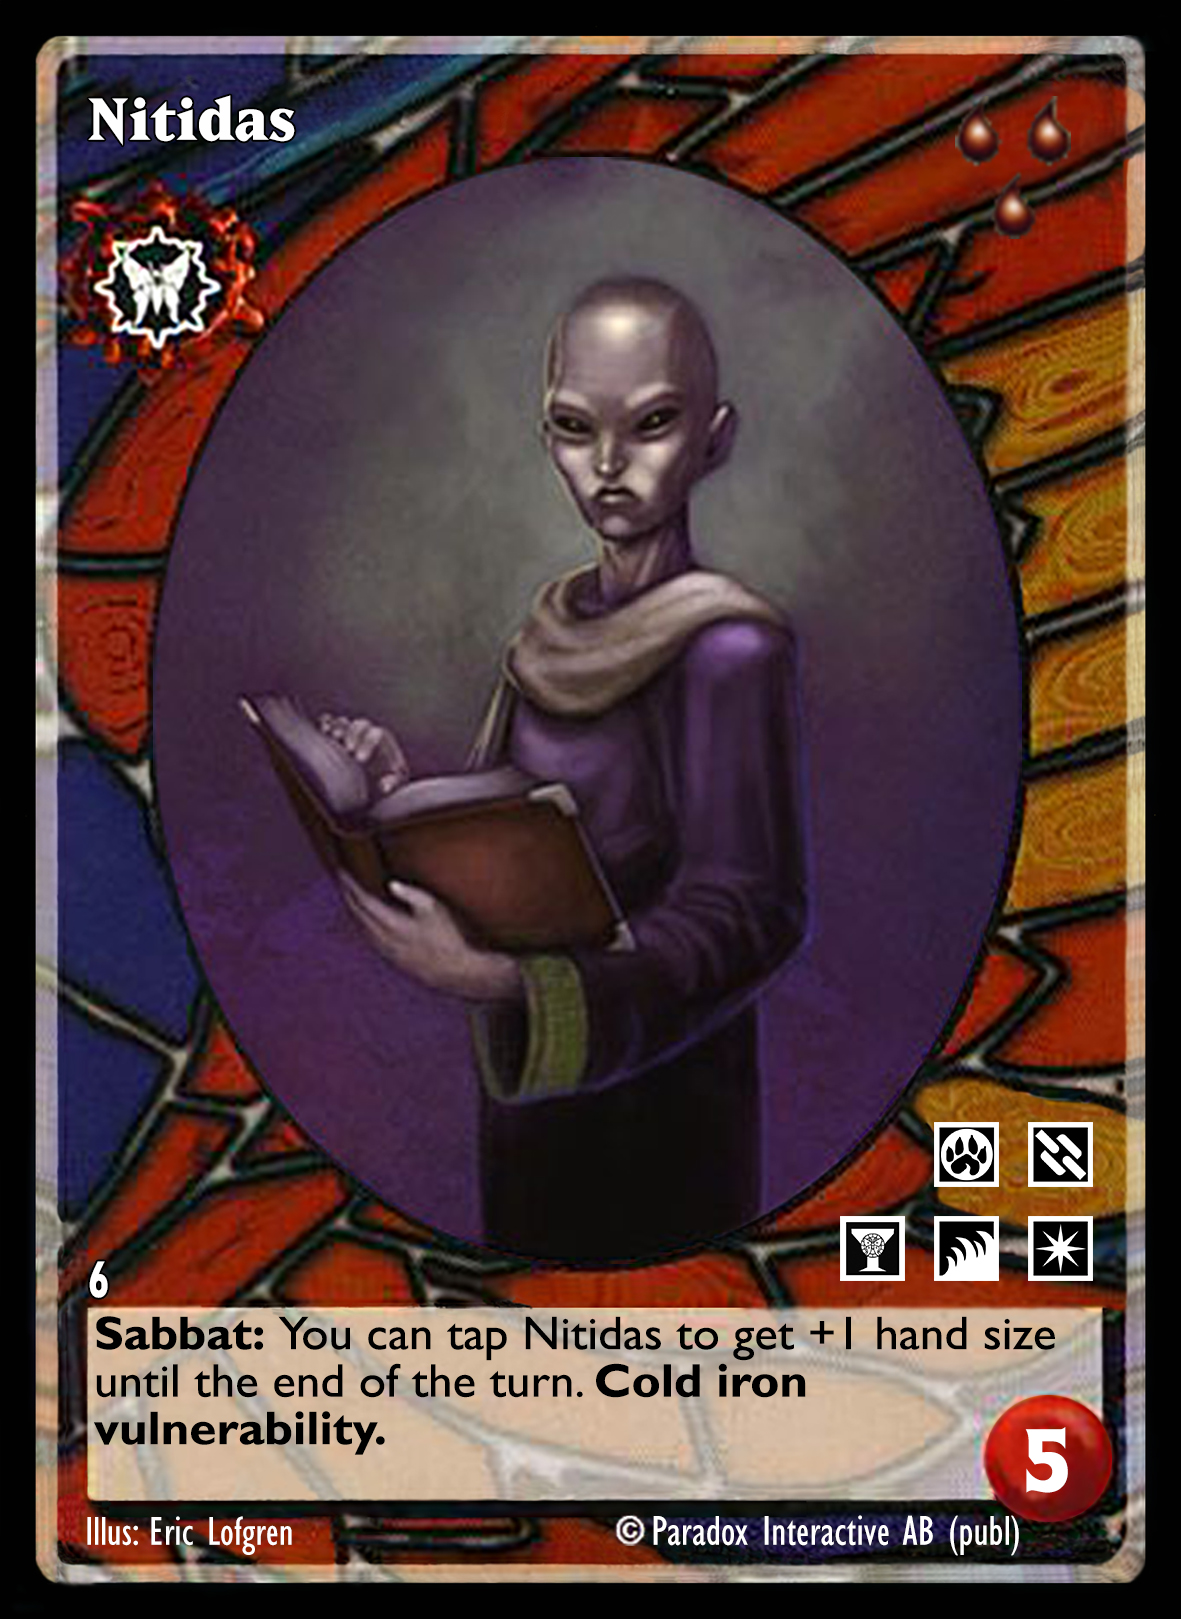 Nitidas
6
Sabbat: You can tap Nitidas to get +1 hand size
until the end of the turn. Cold iron
vulnerability.
5
Illus: Eric Lofgren
© Paradox Interactive AB (publ)